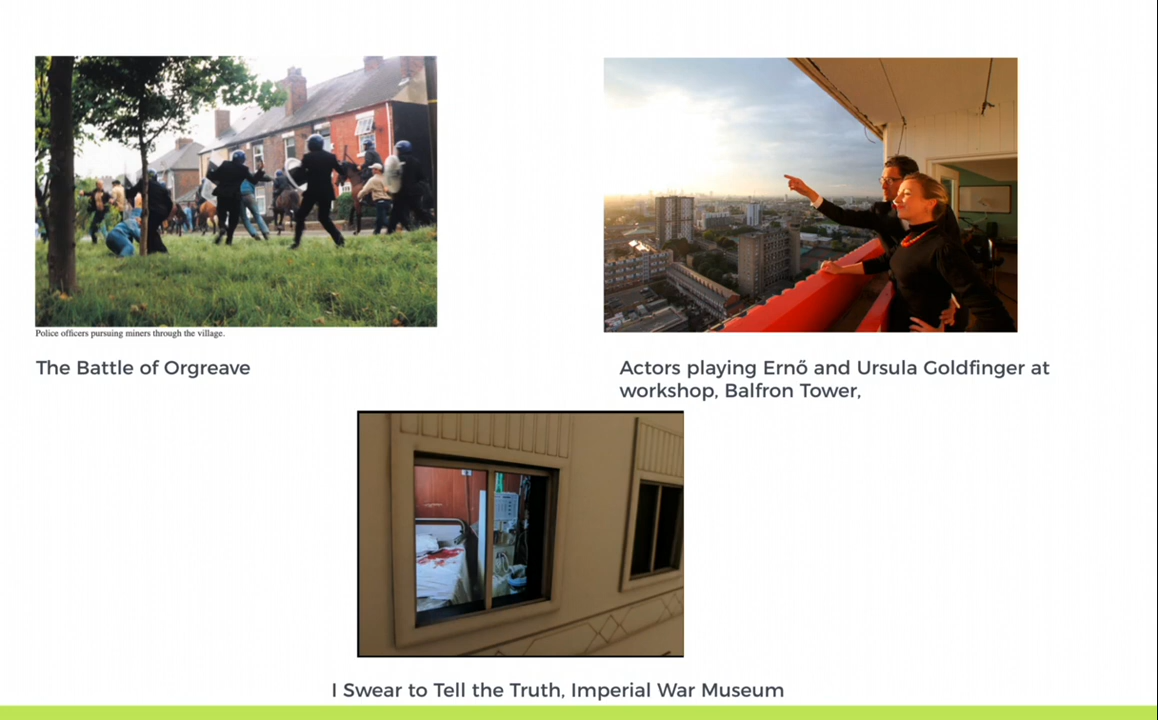 Police officers pursuing miners through the village.
The Battle of Orgreave
Actors playing Ernő and Ursula Goldfinger at
workshop, Balfron Tower,
I Swear to Tell the Truth, Imperial War Museum